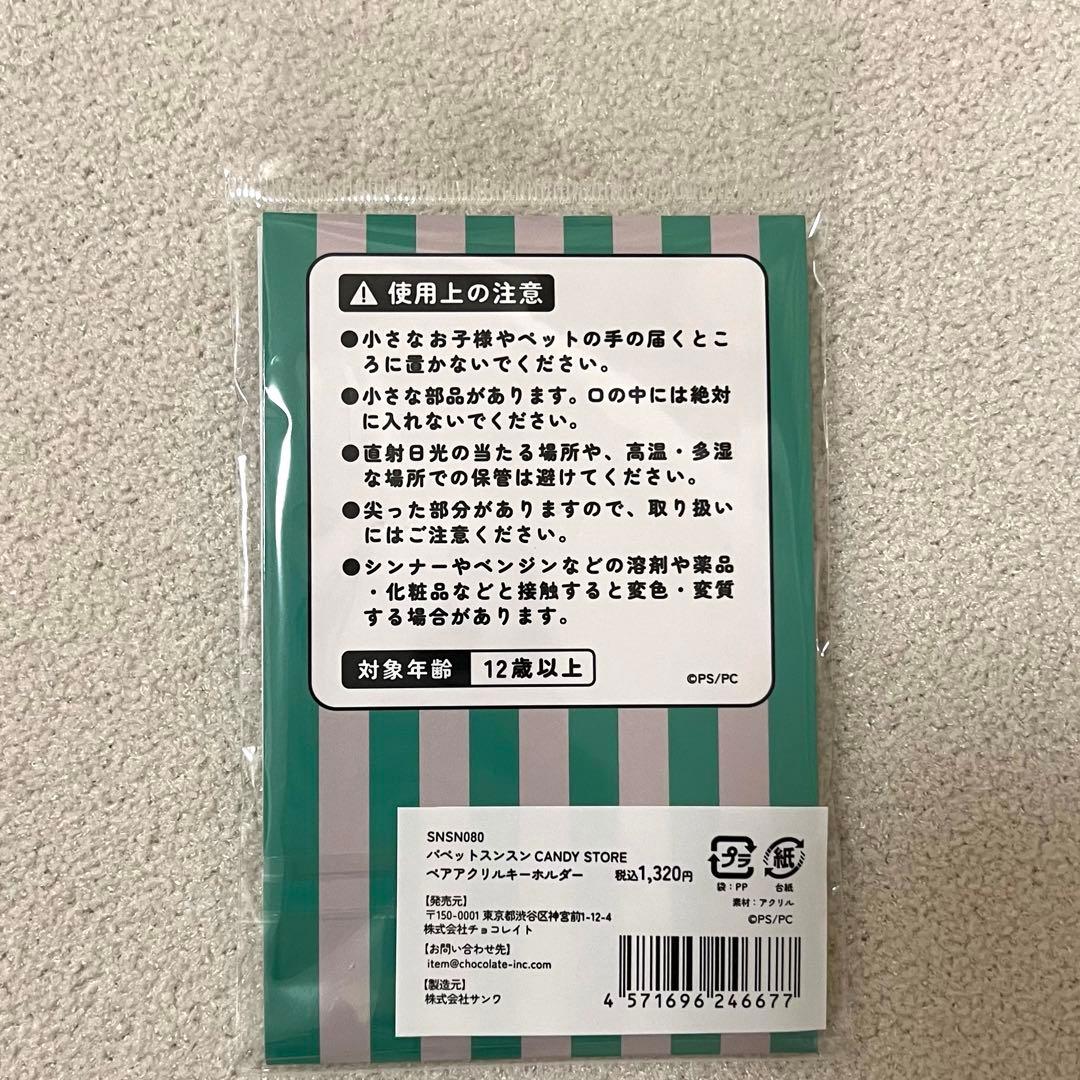 使用上の注意
●小さなお子様やペットの手の届くとこ
ろに置かないでください。
●小さな部品があります。口の中には絶対
に入れないでください。
●直射日光の当たる場所や、高温・多湿
な場所での保管は避けてください。
●尖った部分がありますので、取り扱い
にはご注意ください。
●シンナーやベンジンなどの溶剤や薬品
・化粧品などと接触すると変色・変質
する場合があります。
対象年齢 12歳以上
©PS/PC
SNSN080
パペットスンスン CANDY STORE
ペアアクリルキーホルダー 税込1,320円
プラ 紙
袋：PP 台紙
素材：アクリル
©PS/PC
【発売元】
〒150-0001 東京都渋谷区神宮前1-12-4
株式会社チョコレイト
【お問い合わせ先】
item@chocolate-inc.com
【製造元】
株式会社サンワ
4 571696 246677